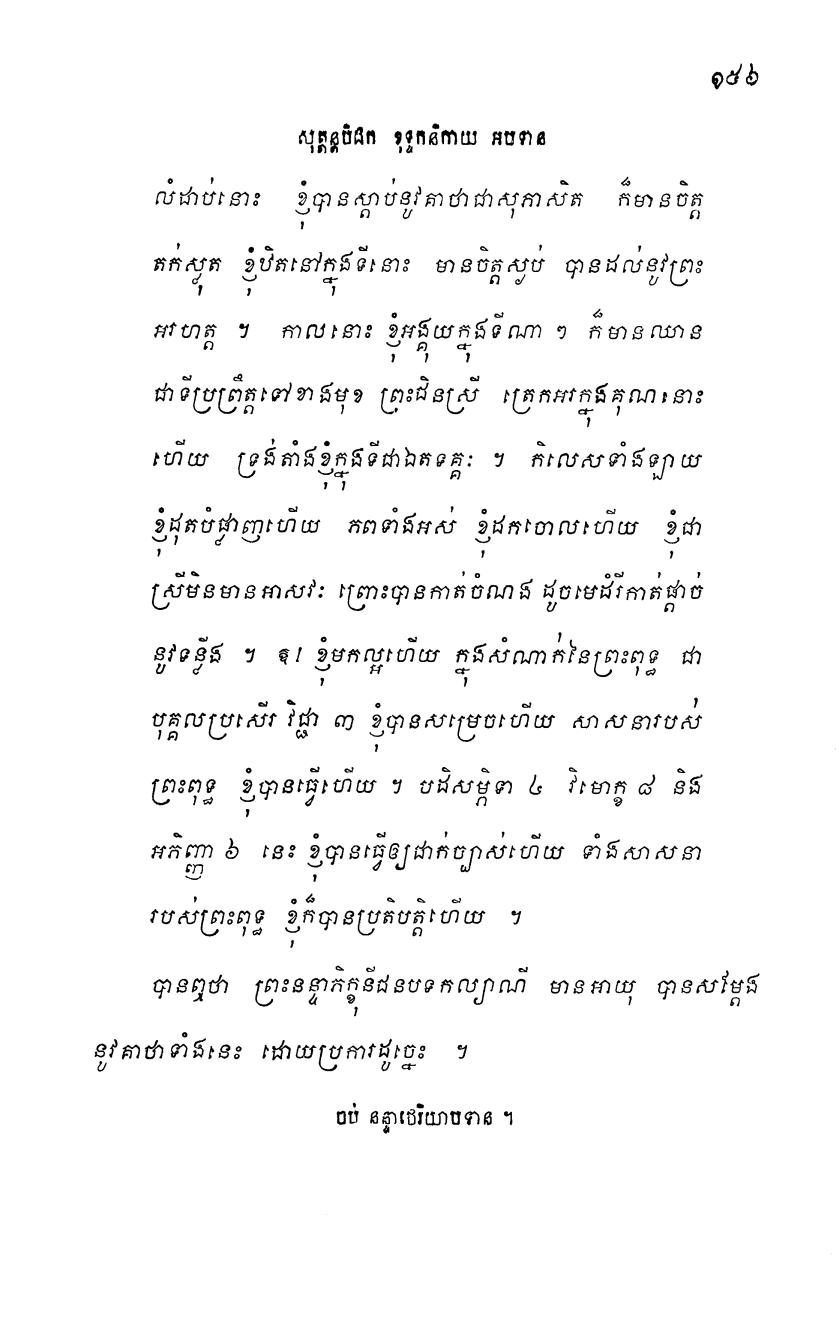 ១៥៦
សុត្តន្តបិដក ខុទ្ទកនិកាយ អបទាន
លំដាប់នោះ ខ្ញុំបានស្តាប់នូវគាថាជាសុភាសិត ក៏មានចិត្ត
តក់ស្លុត ខ្ញុំឋិតនៅក្នុងទីនោះ មានចិត្តស្ងប់ បានដល់នូវព្រះ
អរហត្ត ។ កាលនោះ ខ្ញុំអង្គុយក្នុងទីណា ៗ ក៏មានឈាន
ជាទីប្រព្រឹត្តទៅខាងមុខ ព្រះជិនស្រី ត្រេកអរក្នុងគុណនោះ
ហើយ ទ្រង់តាំងខ្ញុំក្នុងទីជាឯតទគ្គៈ ។ កិលេសទាំងឡាយ
ខ្ញុំដុតបំផ្លាញហើយ ភពទាំងអស់ ខ្ញុំដកចោលហើយ ខ្ញុំជា
ស្រីមិនមានអាសវៈ ព្រោះបានកាត់ចំណង ដូចមេដំរីកាត់ផ្តាច់
នូវទន្លីង ។ ឱ! ខ្ញុំមកល្អហើយ ក្នុងសំណាក់នៃព្រះពុទ្ធ ជា
បុគ្គលប្រសើរ វិជ្ជា ៣ ខ្ញុំបានសម្រេចហើយ សាសនារបស់
ព្រះពុទ្ធ ខ្ញុំបានធ្វើហើយ ។ បដិសម្ភិទា ៤ វិមោក្ខ ៨ និង
អភិញ្ញា ៦ នេះ ខ្ញុំបានធ្វើឲ្យជាក់ច្បាស់ហើយ ទាំងសាសនា
របស់ព្រះពុទ្ធ ខ្ញុំក៏បានប្រតិបត្តិហើយ ។
បានឮថា ព្រះនន្ទាភិក្ខុនីជនបទកល្យាណី មានអាយុ បានសម្តែង
នូវគាថាទាំងនេះ ដោយប្រការដូច្នេះ ។
ចប់ នន្ទាថេរិយាបទាន ។